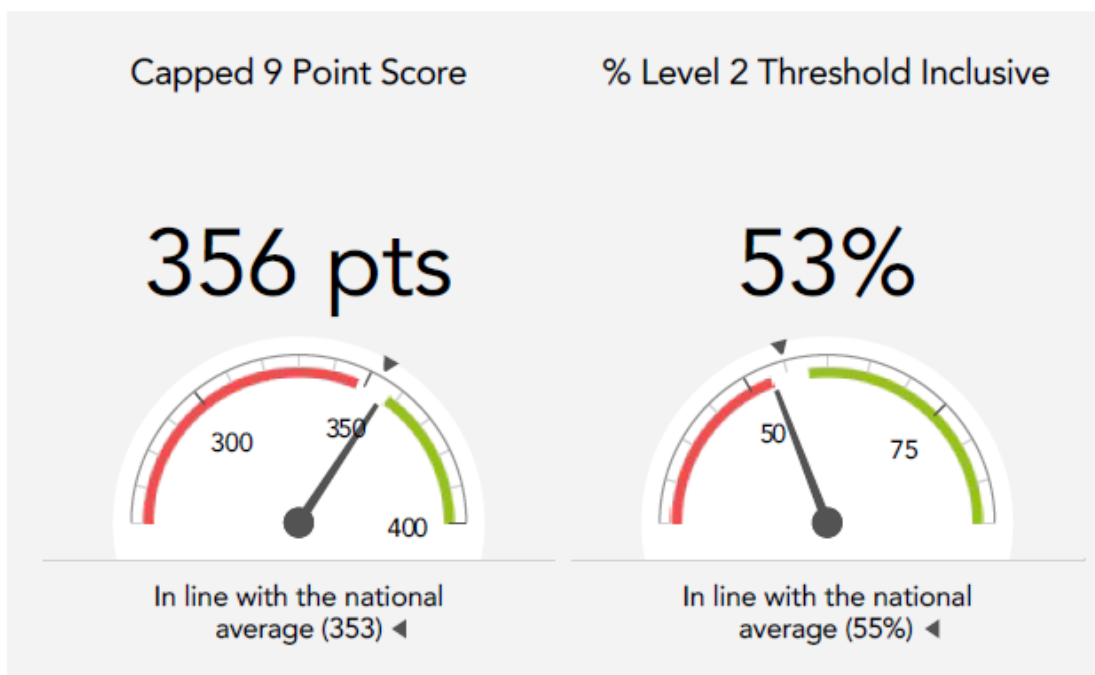 Capped 9 Point Score
% Level 2 Threshold Inclusive
356 pts
53%
300
350
400
50
75
In line with the national
average (353) ◀
In line with the national
average (55%) ◀